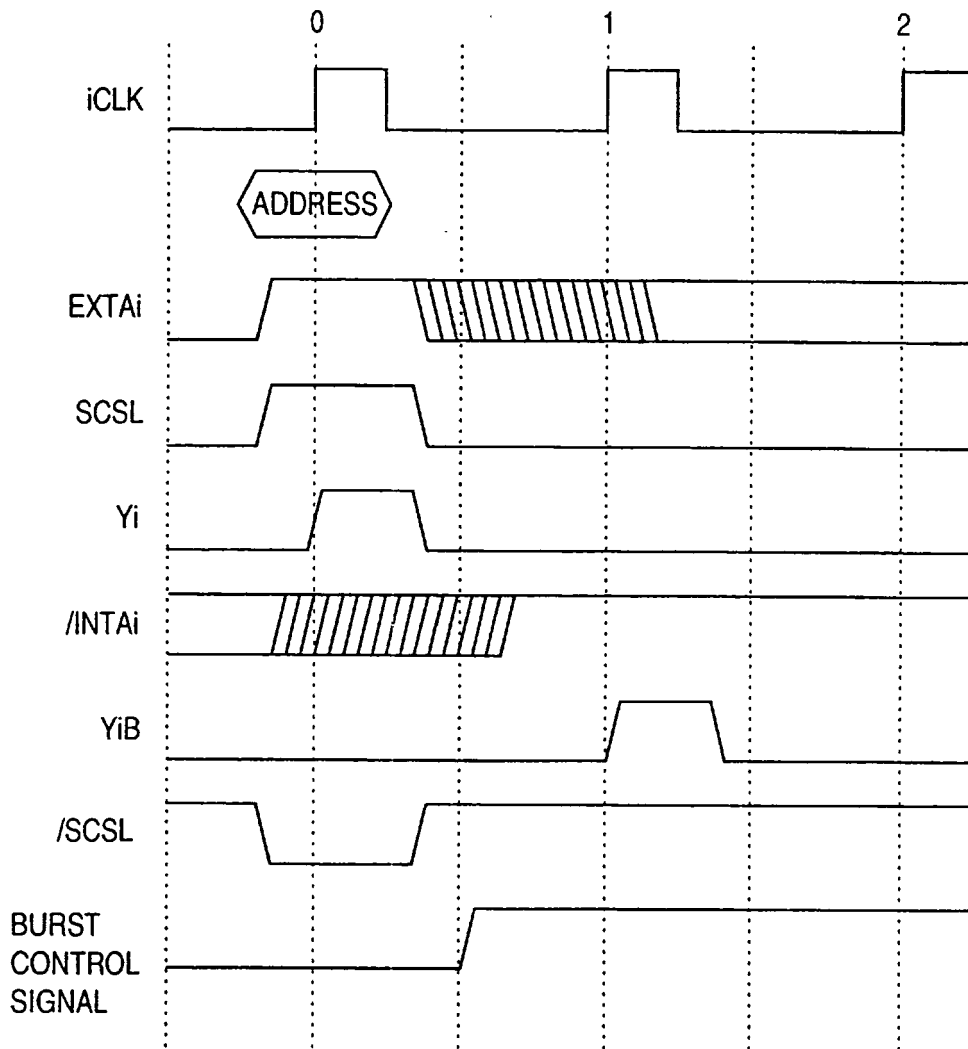 0 1 2
iCLK
ADDRESS
EXTAi
SCSL
Yi
/INTAi
YiB
/SCSL
BURST
CONTROL
SIGNAL